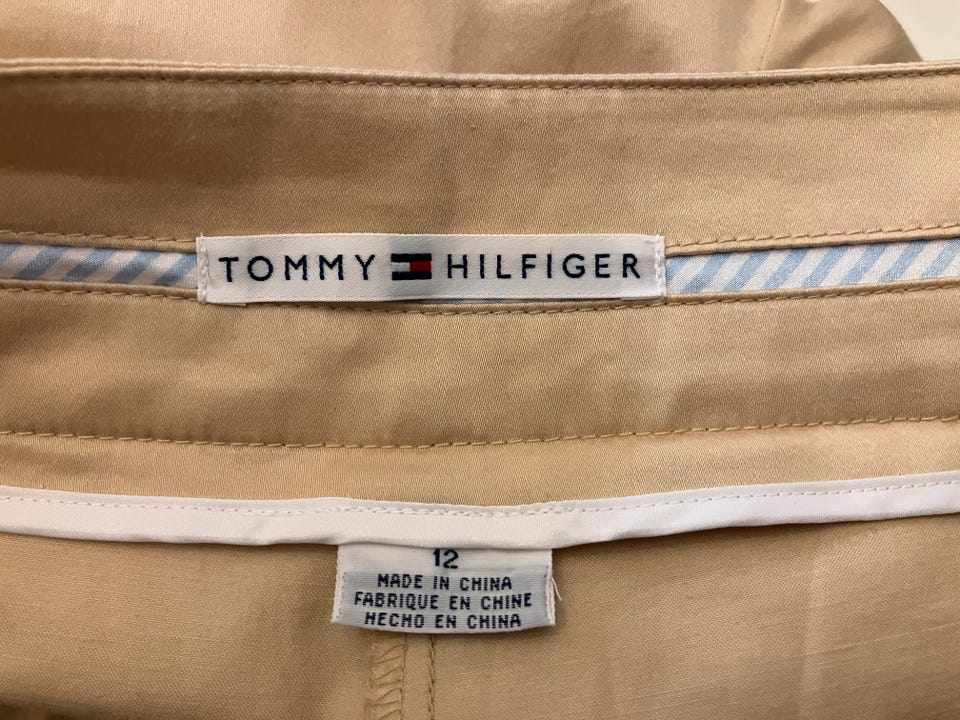 TOMMY HILFIGER
12
MADE IN CHINA
FABRIQUE EN CHINE
HECHO EN CHINA